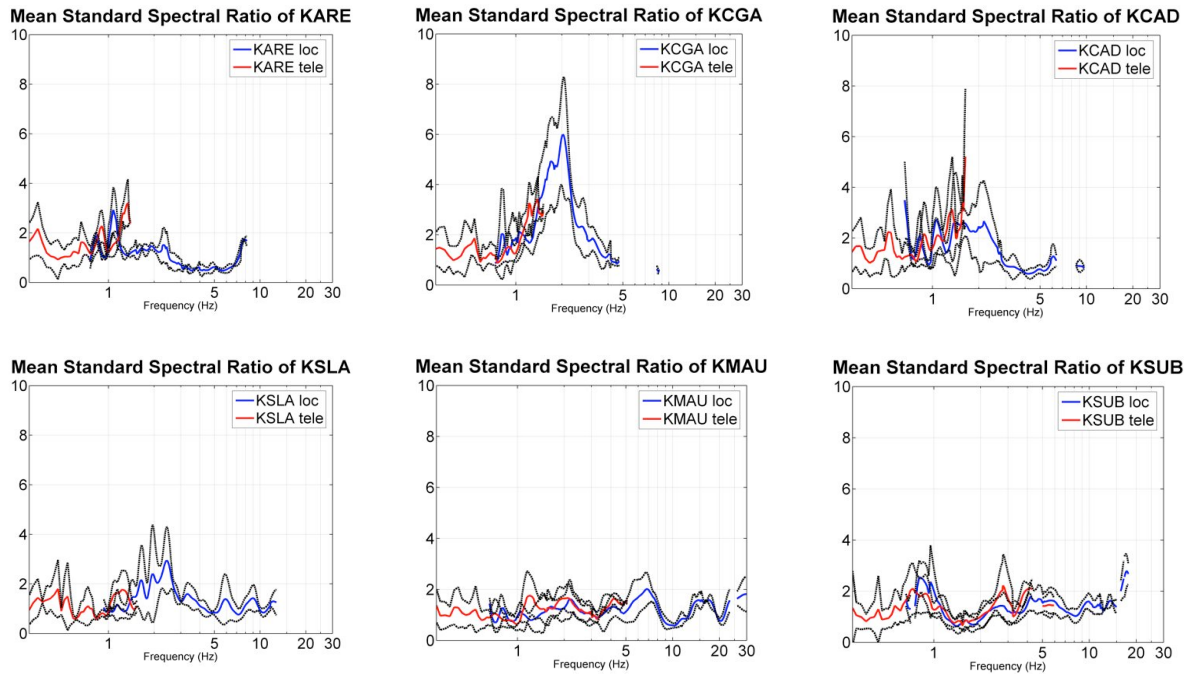 Mean Standard Spectral Ratio of KARE
KARE loc
KARE tele
10
8
6
4
2
0
1
5
10
20
30
Frequency (Hz)
Mean Standard Spectral Ratio of KCGA
KCGA loc
KCGA tele
10
8
6
4
2
0
1
5
10
20
30
Frequency (Hz)
Mean Standard Spectral Ratio of KCAD
KCAD loc
KCAD tele
10
8
6
4
2
0
1
5
10
20
30
Frequency (Hz)
Mean Standard Spectral Ratio of KSLA
KSLA loc
KSLA tele
10
8
6
4
2
0
1
5
10
20
30
Frequency (Hz)
Mean Standard Spectral Ratio of KMAU
KMAU loc
KMAU tele
10
8
6
4
2
0
1
5
10
20
30
Frequency (Hz)
Mean Standard Spectral Ratio of KSUB
KSUB loc
KSUB tele
10
8
6
4
2
0
1
5
10
20
30
Frequency (Hz)